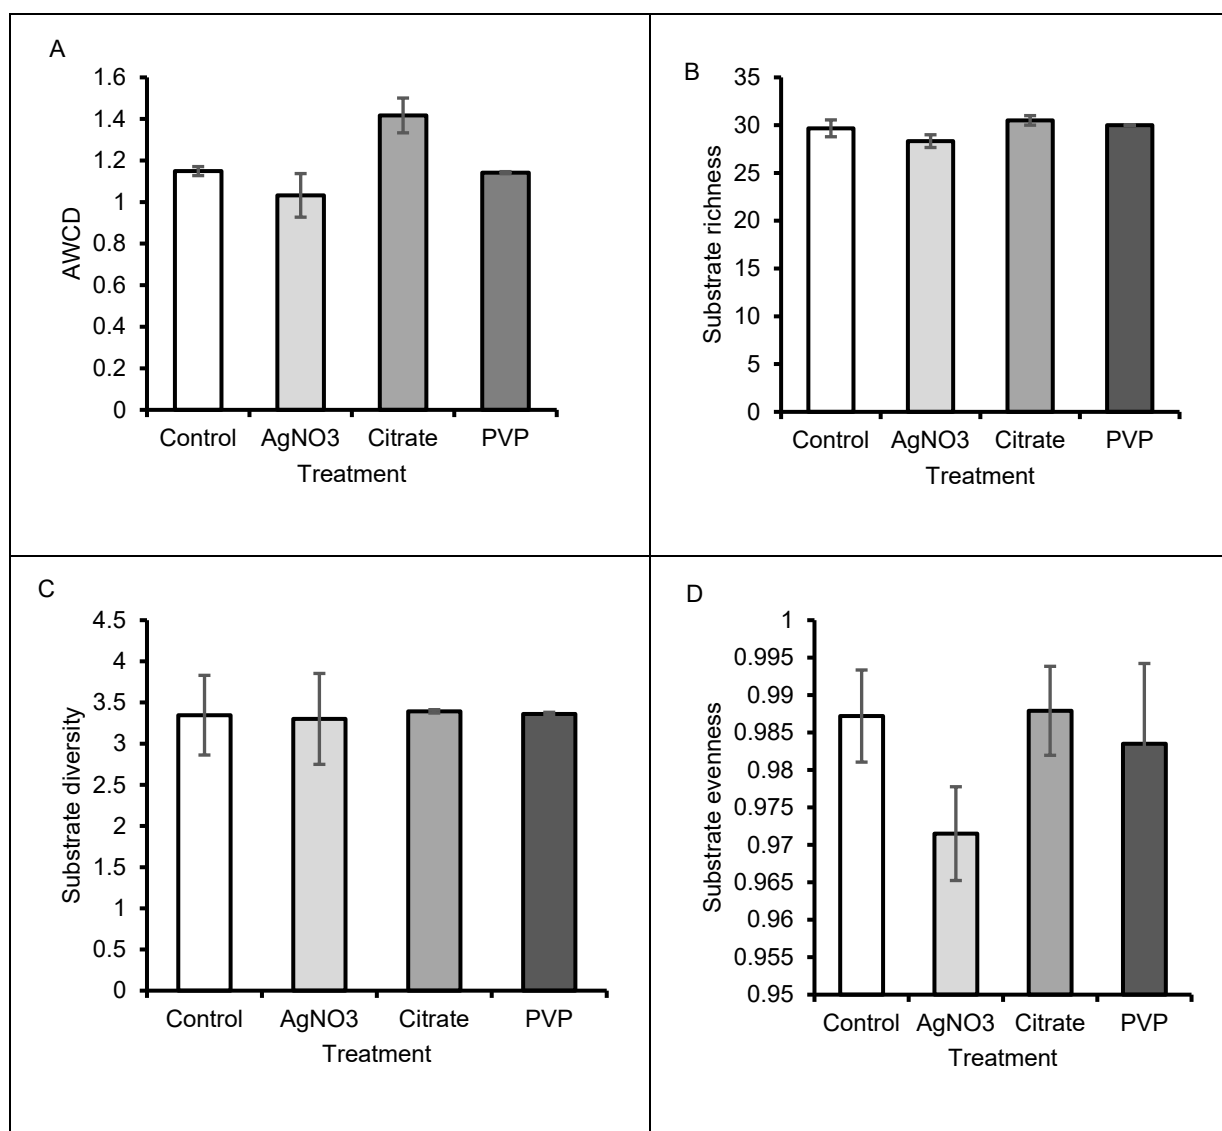 A
AWCD
1.6
1.4
1.2
1
0.8
0.6
0.4
0.2
0
Control AgNO3 Citrate PVP
Treatment
B
Substrate richness
35
30
25
20
15
10
5
0
Control AgNO3 Citrate PVP
Treatment
C
Substrate diversity
4.5
4
3.5
3
2.5
2
1.5
1
0.5
0
Control AgNO3 Citrate PVP
Treatment
D
Substrate evenness
1
0.995
0.99
0.985
0.98
0.975
0.97
0.965
0.96
0.955
0.95
Control AgNO3 Citrate PVP
Treatment